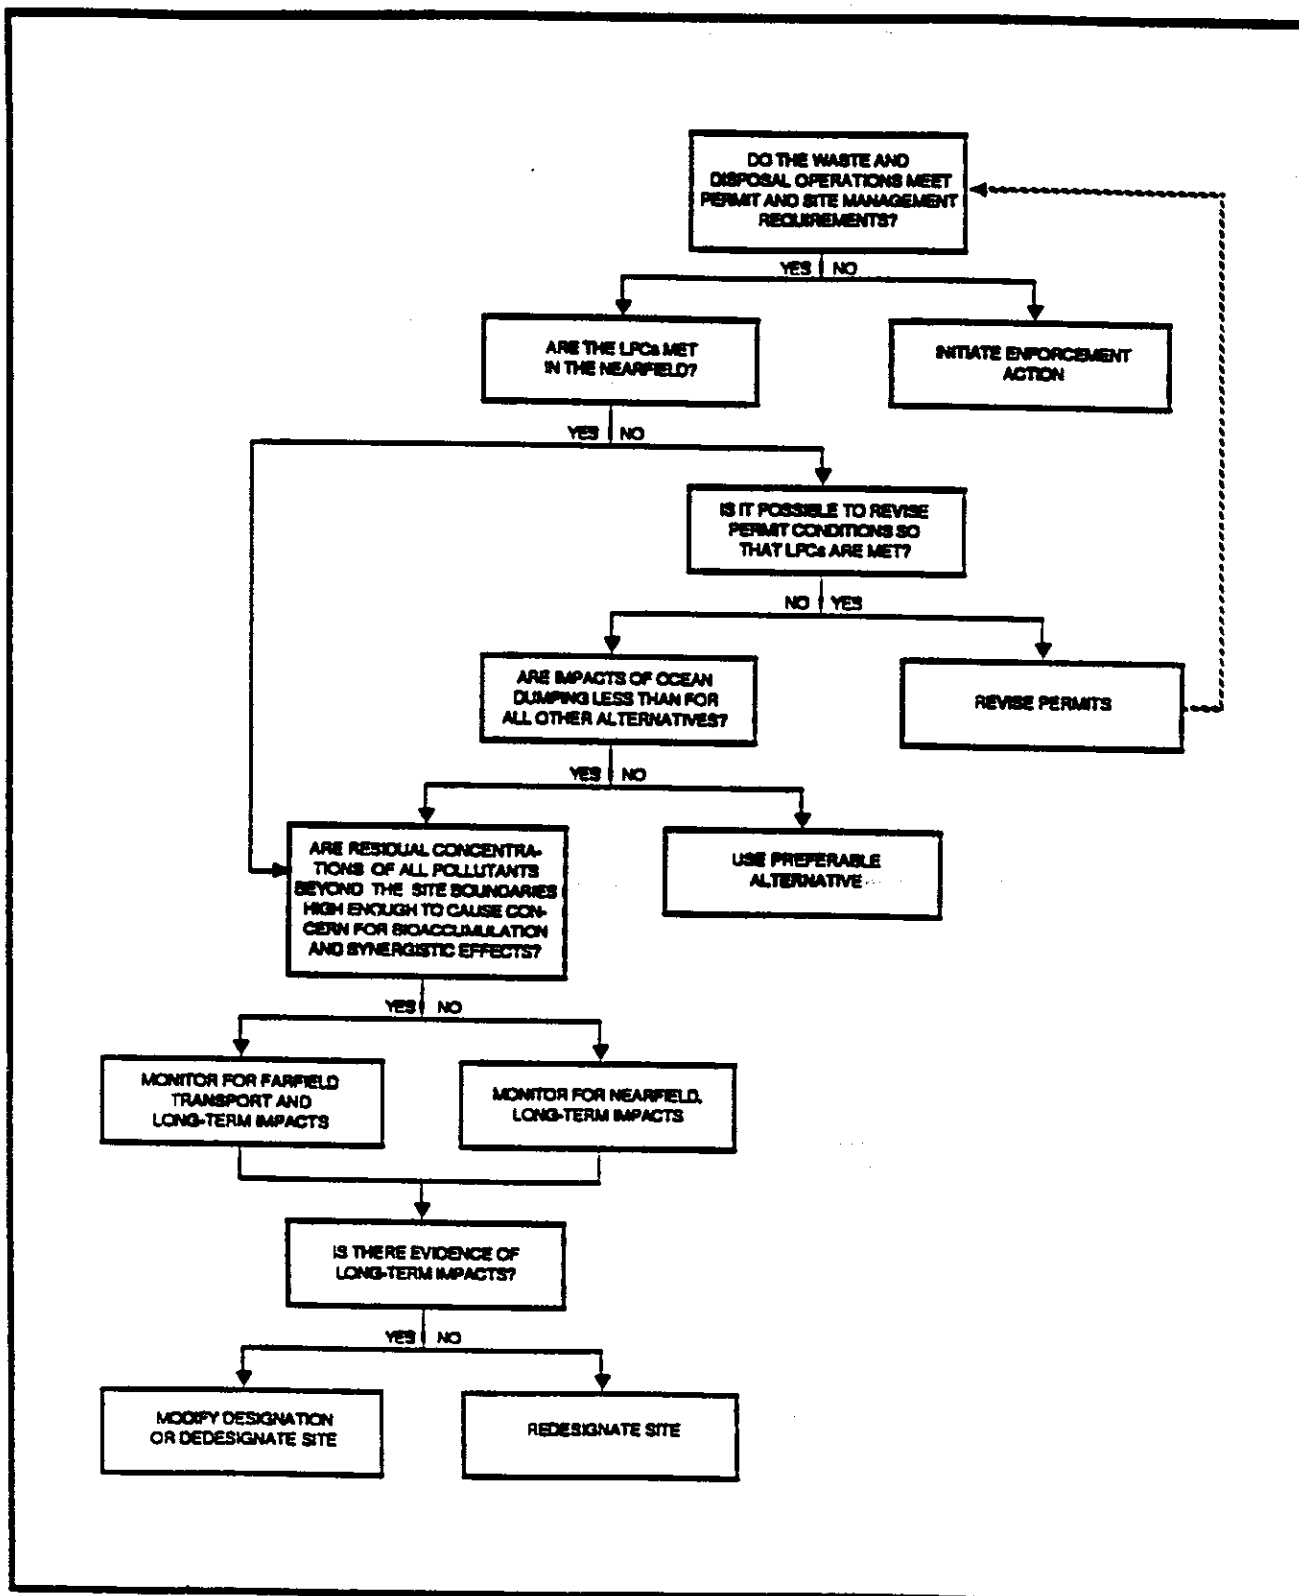 DO THE WASTE AND
DISPOSAL OPERATIONS MEET
PERMIT AND SITE MANAGEMENT
REQUIREMENTS?
YES NO
ARE THE LPCs MET
IN THE NEARFIELD?
INITIATE ENFORCEMENT
ACTION
YES NO
IS IT POSSIBLE TO REVISE
PERMIT CONDITIONS SO
THAT LPCs ARE MET?
NO YES
ARE IMPACTS OF OCEAN
DUMPING LESS THAN FOR
ALL OTHER ALTERNATIVES?
REVISE PERMITS
YES NO
ARE RESIDUAL CONCENTRA-
TIONS OF ALL POLLUTANTS
BEYOND THE SITE BOUNDARIES
HIGH ENOUGH TO CAUSE CON-
CERN FOR BIOACCUMULATION
AND SYNERGISTIC EFFECTS?
USE PREFERABLE
ALTERNATIVE
YES NO
MONITOR FOR FARFIELD
TRANSPORT AND
LONG-TERM IMPACTS
MONITOR FOR NEARFIELD,
LONG-TERM IMPACTS
IS THERE EVIDENCE OF
LONG-TERM IMPACTS?
YES NO
MODIFY DESIGNATION
OR DEDESIGNATE SITE
REDESIGNATE SITE